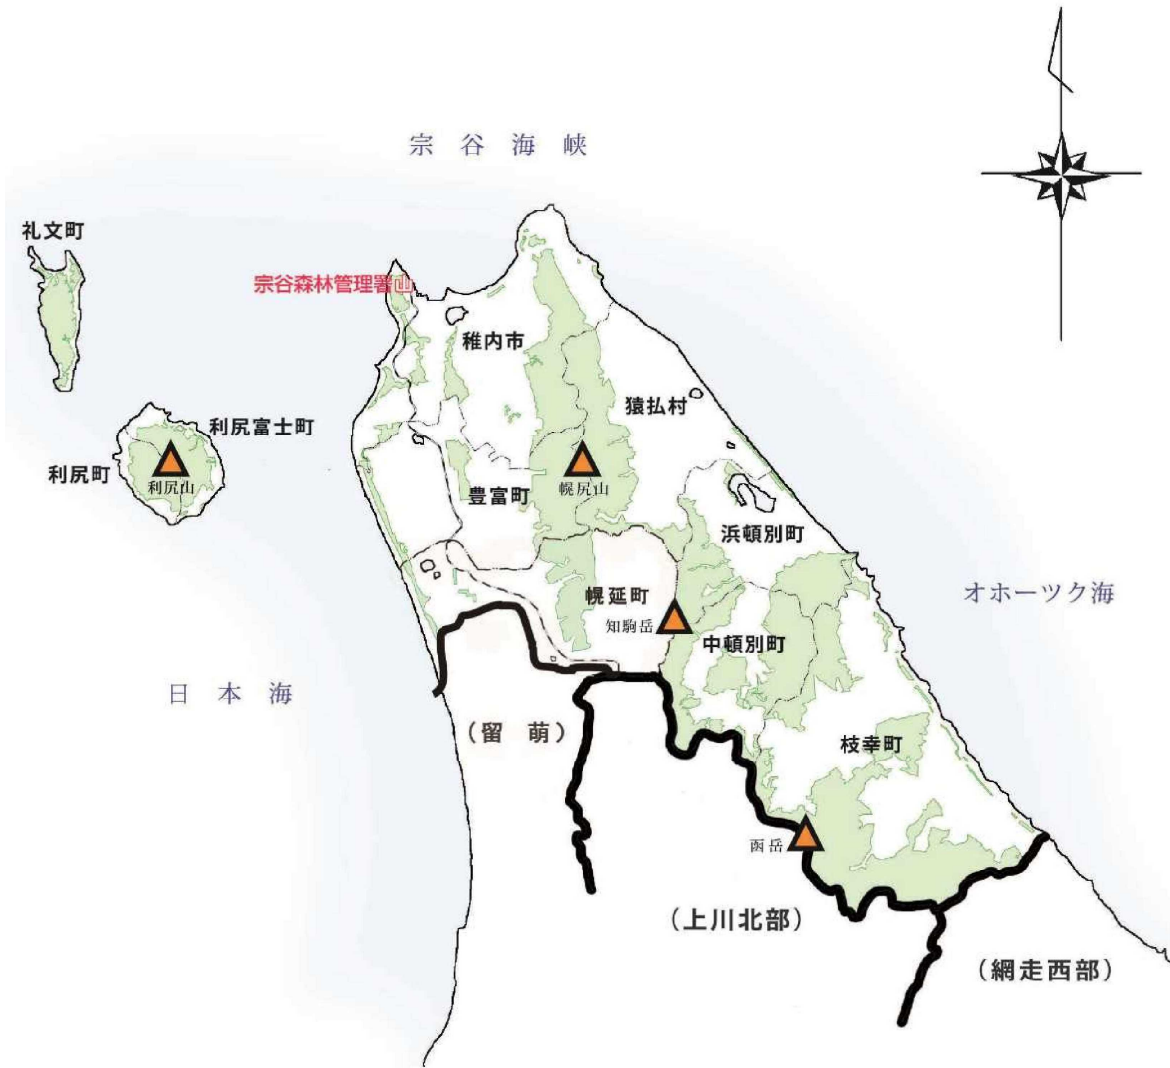 宗谷海峡
礼文町
宗谷森林管理署
稚内市
猿払村
利尻富士町
利尻町
利尻山
豊富町
幌尻山
浜頓別町
オホーツク海
幌延町
知駒岳
中頓別町
日本海
(留萌)
枝幸町
函岳
(上川北部)
(網走西部)